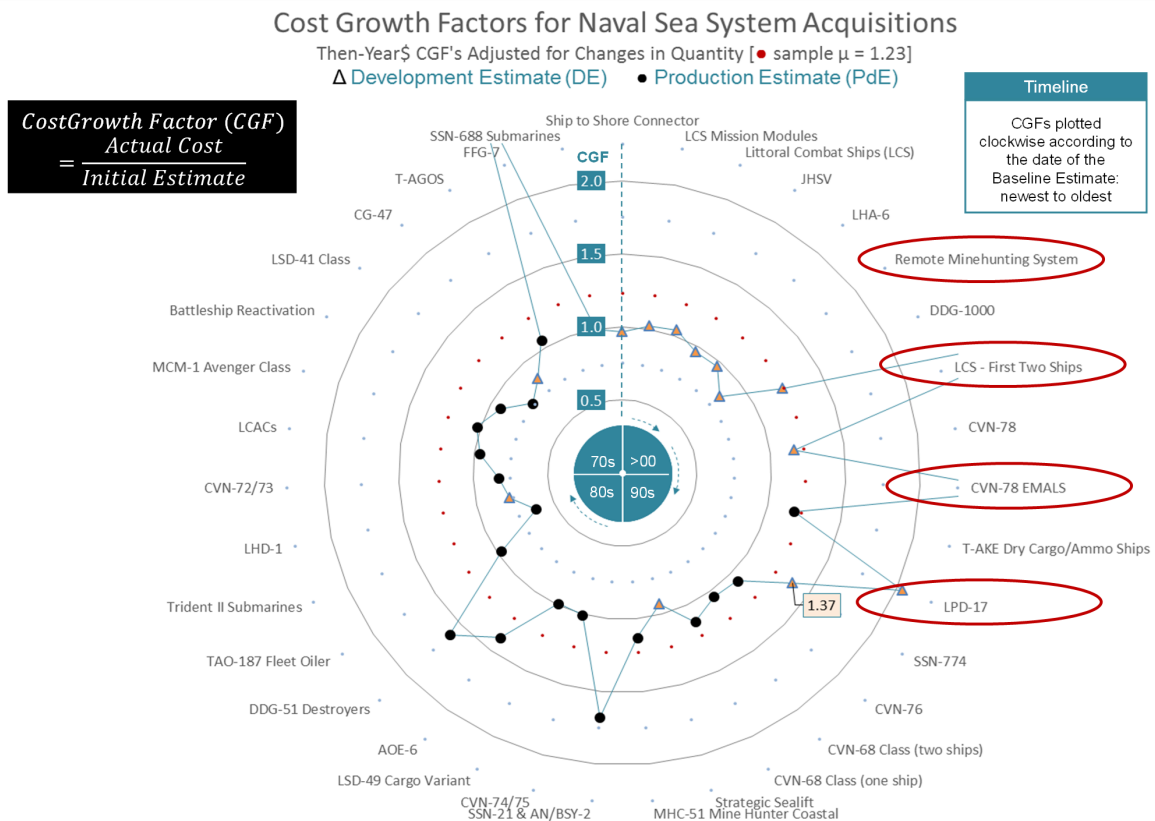 Cost Growth Factors for Naval Sea System Acquisitions
Then-Year$ CGF's Adjusted for Changes in Quantity [● sample μ = 1.23]
Δ Development Estimate (DE) ● Production Estimate (PdE)
CostGrowth Factor (CGF)
= Actual Cost
Initial Estimate
Timeline
CGFs plotted
clockwise according to
the date of the
Baseline Estimate:
newest to oldest
Ship to Shore Connector
LCS Mission Modules
Littoral Combat Ships (LCS)
JHSV
LHA-6
Remote Minehunting System
DDG-1000
LCS - First Two Ships
CVN-78
CVN-78 EMALS
T-AKE Dry Cargo/Ammo Ships
LPD-17
SSN-774
CVN-76
CVN-68 Class (two ships)
CVN-68 Class (one ship)
Strategic Sealift
MHC-51 Mine Hunter Coastal
SSN-21 & AN/BSY-2
CVN-74/75
LSD-49 Cargo Variant
AOE-6
DDG-51 Destroyers
TAO-187 Fleet Oiler
Trident II Submarines
LHD-1
CVN-72/73
LCACs
MCM-1 Avenger Class
Battleship Reactivation
LSD-41 Class
CG-47
T-AGOS
FFG-7
SSN-688 Submarines
CGF
2.0
1.5
1.0
0.5
70s >00
80s 90s
1.37